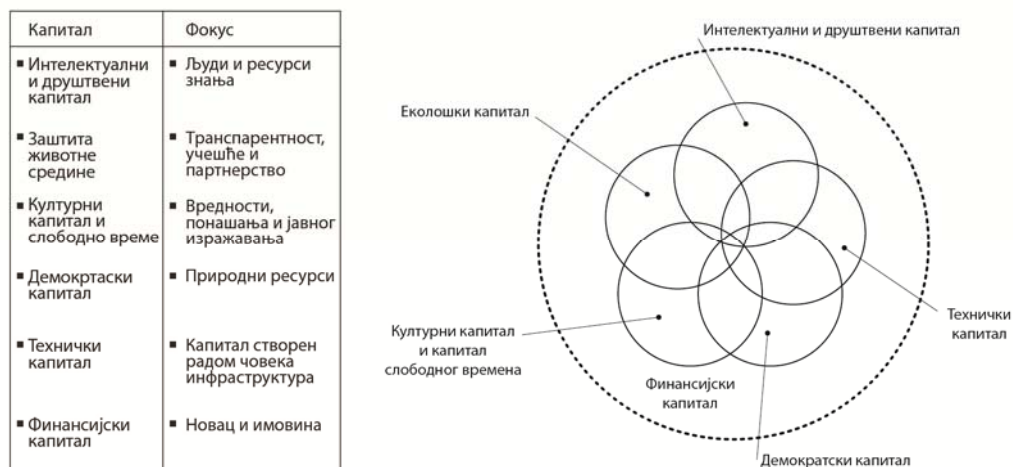 Капитал
Фокус
▪ Интелектуални
и друштвени
капитал
▪ Људи и ресурси
знања
▪ Заштита
животне
средине
▪ Транспарентност,
учешће и
партнерство
▪ Културни
капитал и
слободно време
▪ Вредности,
понашања и јавног
изражавања
▪ Демокртаски
капитал
▪ Природни ресурси
▪ Технички
капитал
▪ Капитал створен
радом човека
инфраструктура
▪ Финансијски
капитал
▪ Новац и имовина
Интелектуални и друштвени капитал
Еколошки капитал
Технички
капитал
Културни капитал
и капитал
слободног времена
Финансијски
капитал
Демократски капитал